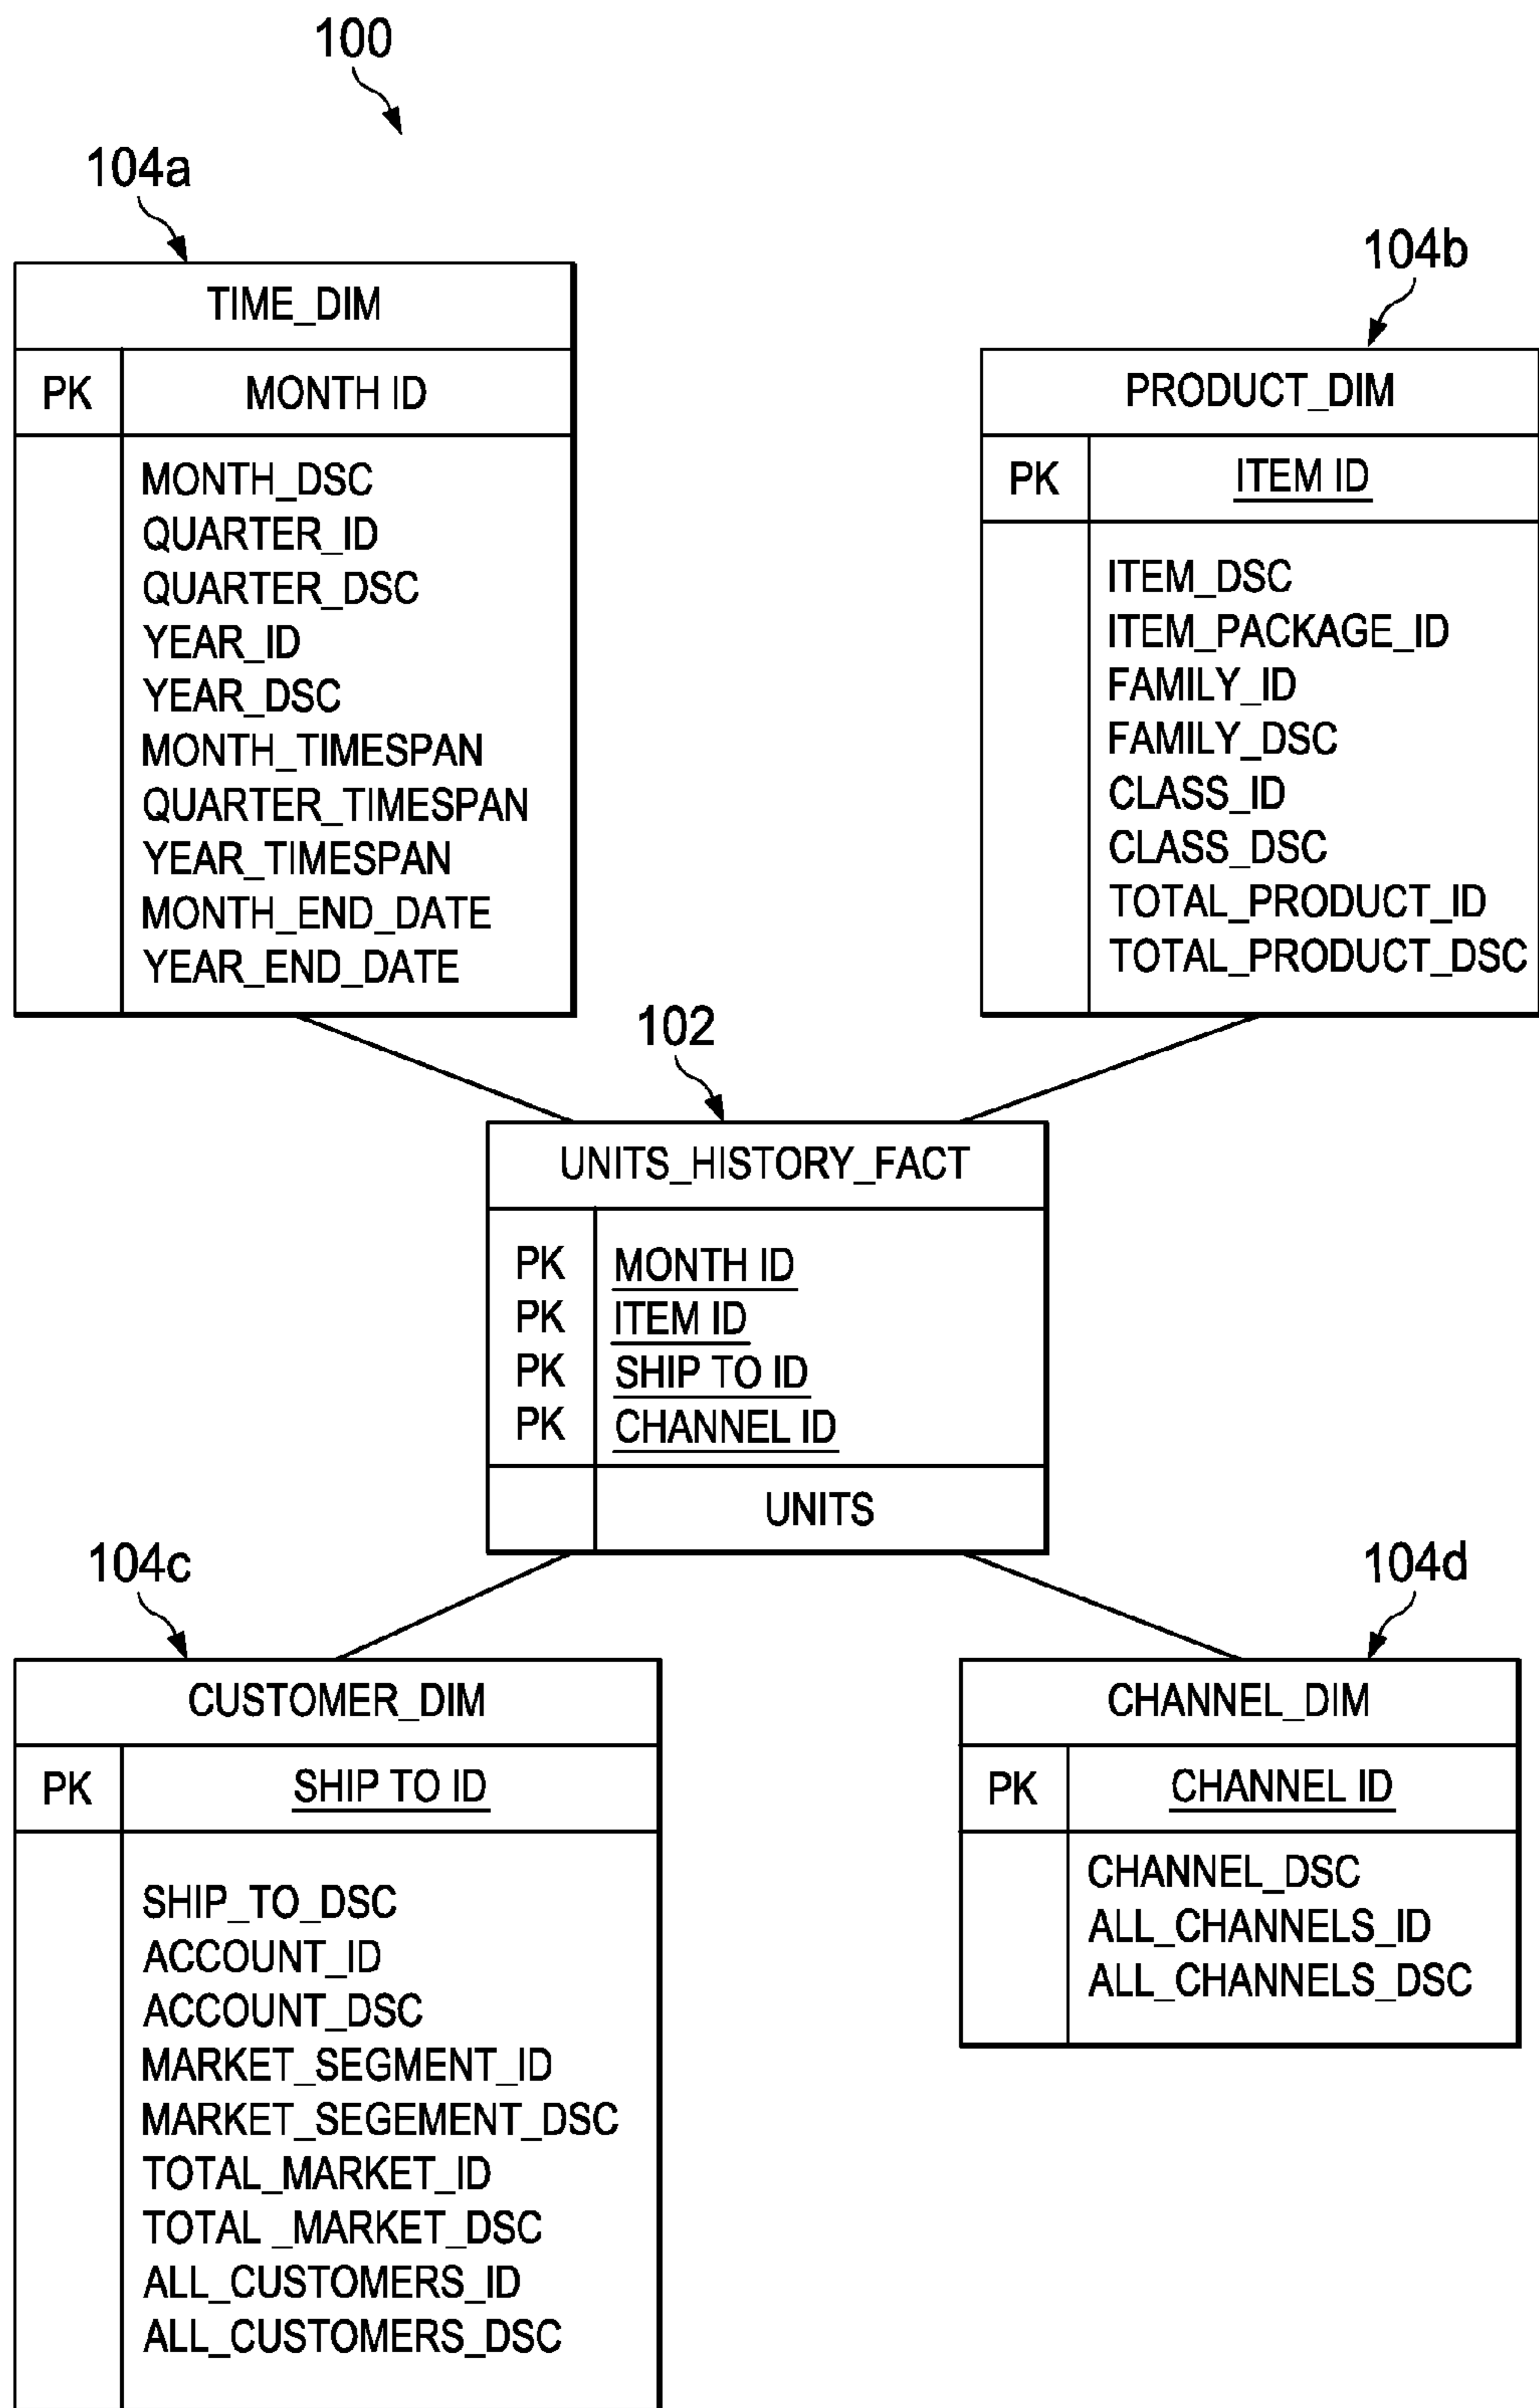 100
104a
TIME_DIM
PK MONTH ID
MONTH_DSC
QUARTER_ID
QUARTER_DSC
YEAR_ID
YEAR_DSC
MONTH_TIMESPAN
QUARTER_TIMESPAN
YEAR_TIMESPAN
MONTH_END_DATE
YEAR_END_DATE
104b
PRODUCT_DIM
PK ITEM ID
ITEM_DSC
ITEM_PACKAGE_ID
FAMILY_ID
FAMILY_DSC
CLASS_ID
CLASS_DSC
TOTAL_PRODUCT_ID
TOTAL_PRODUCT_DSC
102
UNITS_HISTORY_FACT
PK MONTH ID
PK ITEM ID
PK SHIP TO ID
PK CHANNEL ID
UNITS
104c
CUSTOMER_DIM
PK SHIP TO ID
SHIP_TO_DSC
ACCOUNT_ID
ACCOUNT_DSC
MARKET_SEGMENT_ID
MARKET_SEGEMENT_DSC
TOTAL_MARKET_ID
TOTAL _MARKET_DSC
ALL_CUSTOMERS_ID
ALL_CUSTOMERS_DSC
104d
CHANNEL_DIM
PK CHANNEL ID
CHANNEL_DSC
ALL_CHANNELS_ID
ALL_CHANNELS_DSC